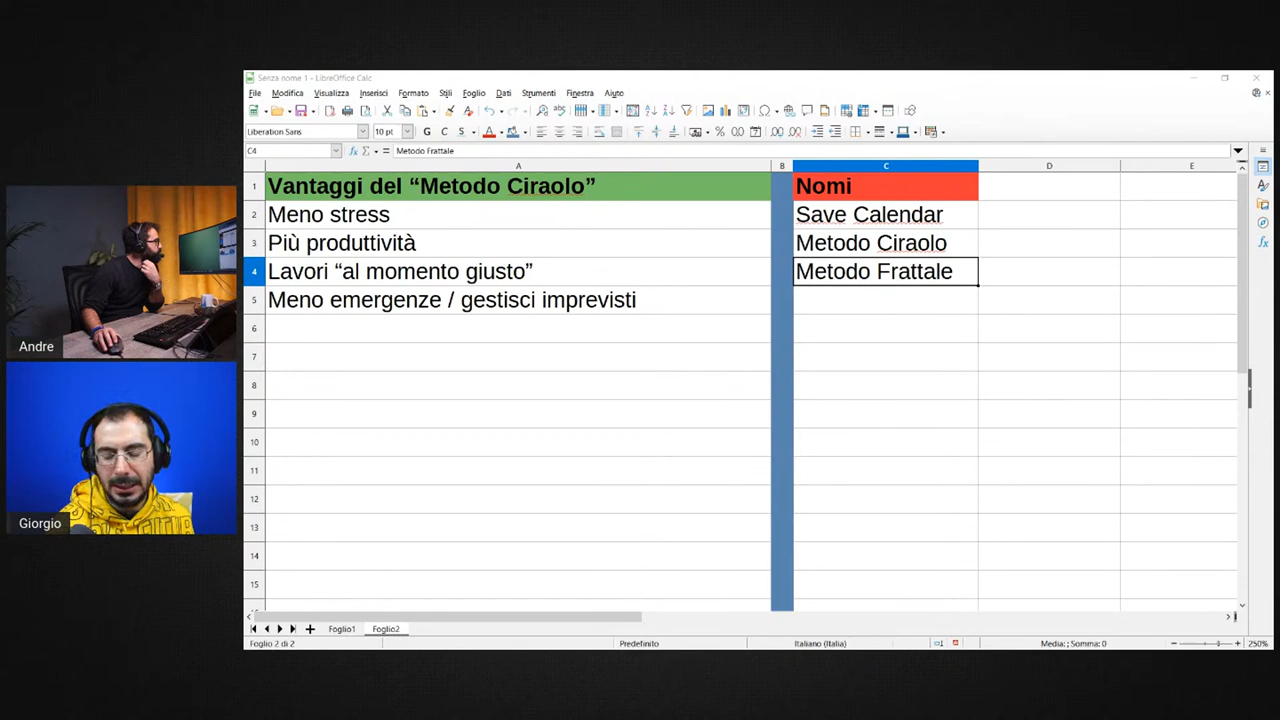 Senza nome 1 - LibreOffice Calc
File Modifica Visualizza Inserisci Formato Stili Foglio Dati Strumenti Finestra Aiuto
Liberation Sans 10 pt G C S
C4 Metodo Frattale
A B C D E
1 Vantaggi del “Metodo Ciraolo” Nomi
2 Meno stress Save Calendar
3 Più produttività Metodo Ciraolo
4 Lavori “al momento giusto” Metodo Frattale
5 Meno emergenze / gestisci imprevisti
6
7
8
9
10
11
12
13
14
15
Andre
Giorgio
Foglio1 Foglio2
Foglio 2 di 2 Predefinito Italiano (Italia) Media: ; Somma: 0 250%